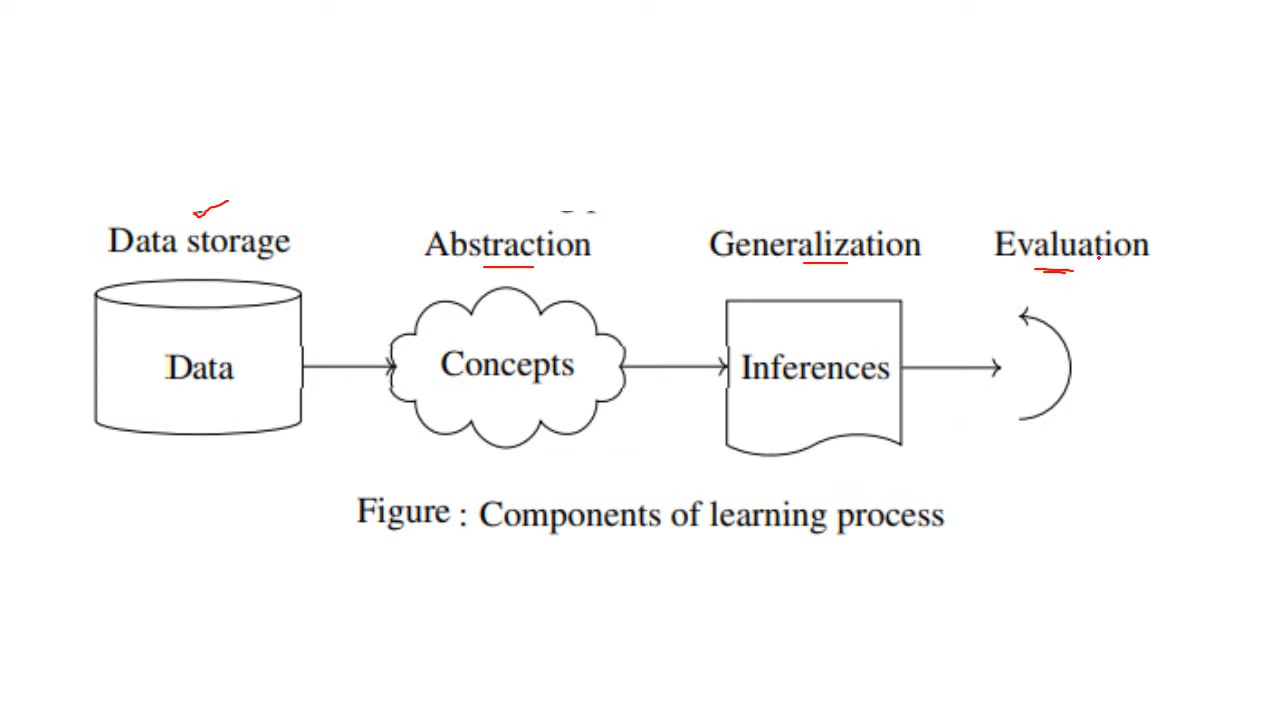 Data storage
Abstraction
Generalization
Evaluation
Data
Concepts
Inferences
Figure : Components of learning process